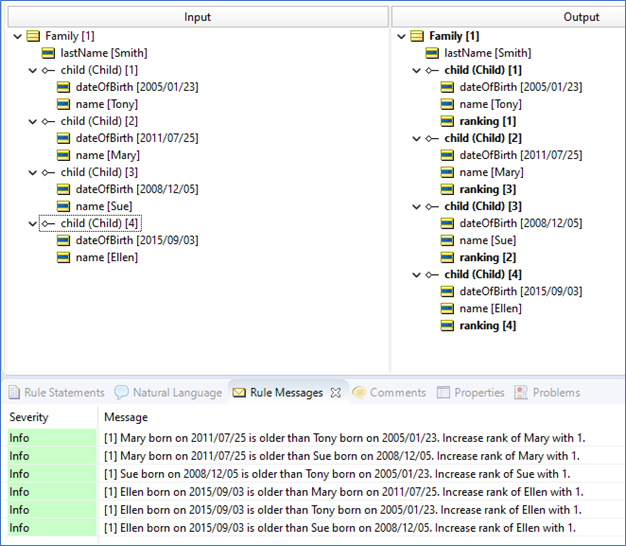 Input
Family [1]
lastName [Smith]
child (Child) [1]
dateOfBirth [2005/01/23]
name [Tony]
child (Child) [2]
dateOfBirth [2011/07/25]
name [Mary]
child (Child) [3]
dateOfBirth [2008/12/05]
name [Sue]
child (Child) [4]
dateOfBirth [2015/09/03]
name [Ellen]
Output
Family [1]
lastName [Smith]
child (Child) [1]
dateOfBirth [2005/01/23]
name [Tony]
ranking [1]
child (Child) [2]
dateOfBirth [2011/07/25]
name [Mary]
ranking [3]
child (Child) [3]
dateOfBirth [2008/12/05]
name [Sue]
ranking [2]
child (Child) [4]
dateOfBirth [2015/09/03]
name [Ellen]
ranking [4]
Rule Statements Natural Language Rule Messages Comments Properties Problems
Severity Message
Info [1] Mary born on 2011/07/25 is older than Tony born on 2005/01/23. Increase rank of Mary with 1.
Info [1] Mary born on 2011/07/25 is older than Sue born on 2008/12/05. Increase rank of Mary with 1.
Info [1] Sue born on 2008/12/05 is older than Tony born on 2005/01/23. Increase rank of Sue with 1.
Info [1] Ellen born on 2015/09/03 is older than Mary born on 2011/07/25. Increase rank of Ellen with 1.
Info [1] Ellen born on 2015/09/03 is older than Tony born on 2005/01/23. Increase rank of Ellen with 1.
Info [1] Ellen born on 2015/09/03 is older than Sue born on 2008/12/05. Increase rank of Ellen with 1.